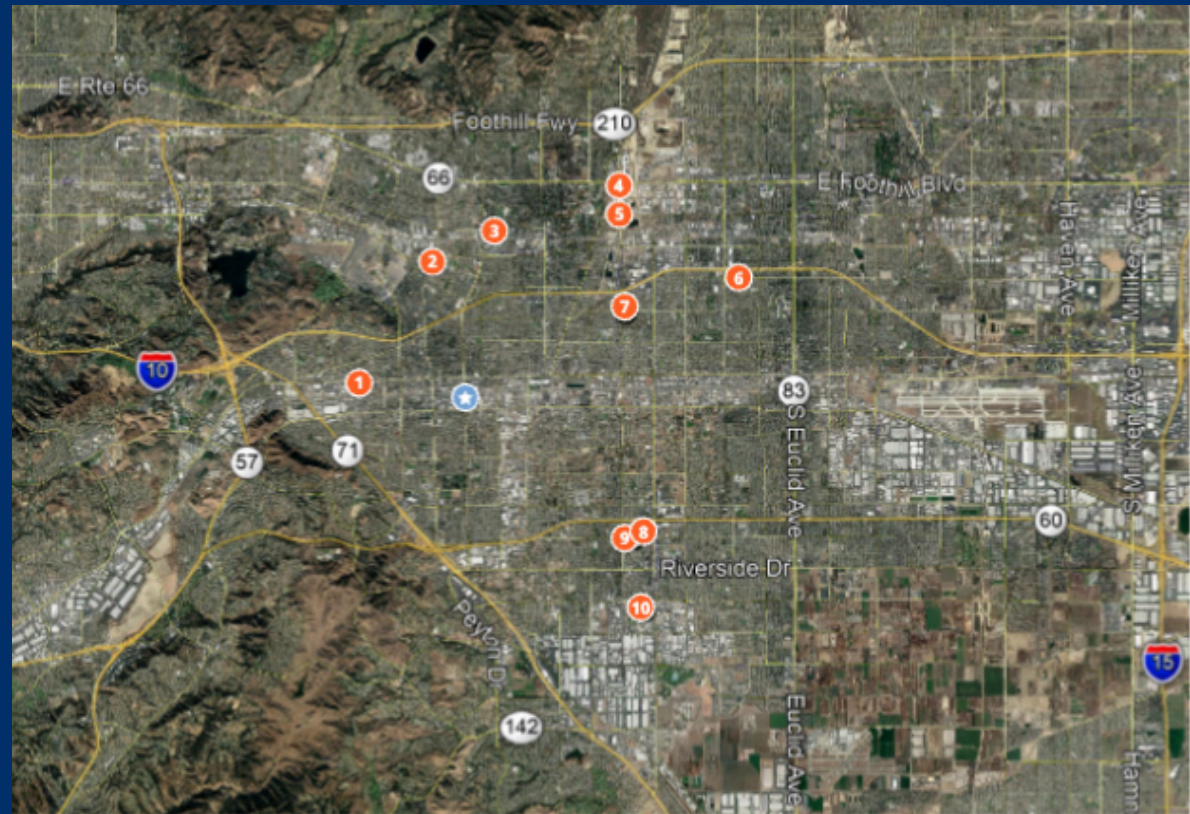 E Rte 66
Foothill Fwy
210
66
4
E Foothill Blvd
5
3
2
Haven Ave
Milliken Ave
6
7
10
1
83
S Euclid Ave
57
71
S Milliken Ave
60
9
8
Riverside Dr
10
Peyton Dr
15
142
Euclid Ave
Hamn